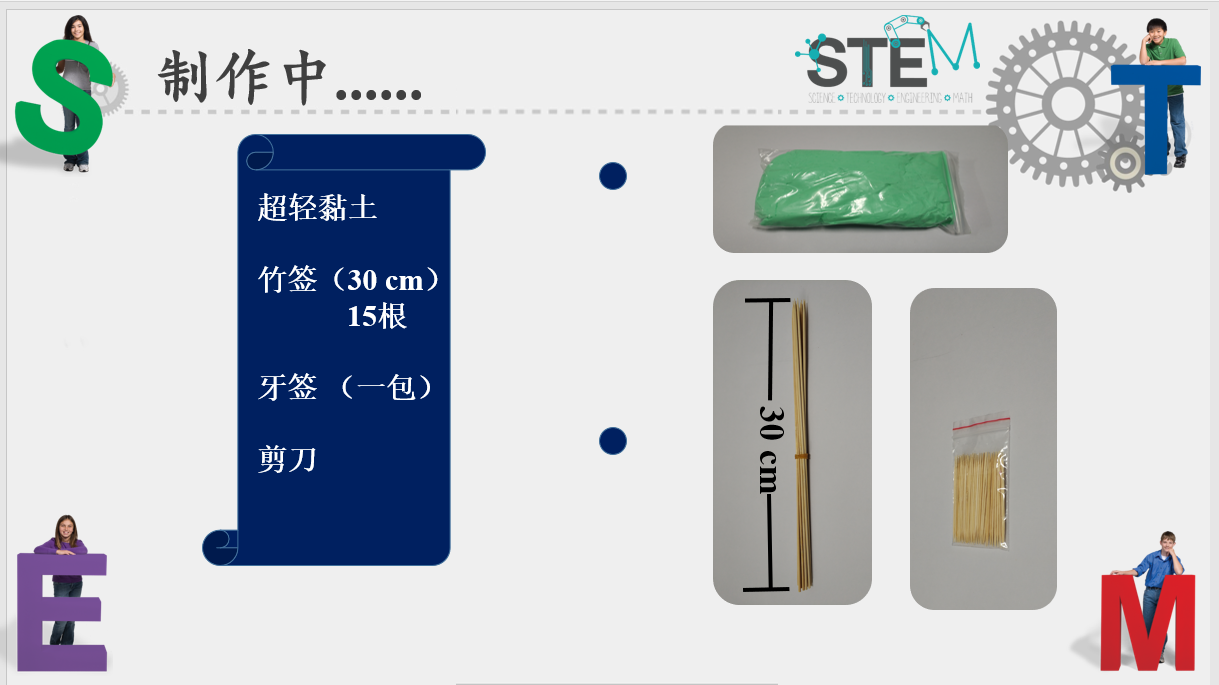 S
制作中……
STEM
SCIENCE TECHNOLOGY ENGINEERING MATH
T
超轻黏土
竹签（30 cm）
15根
牙签 （一包）
剪刀
30 cm
E
M